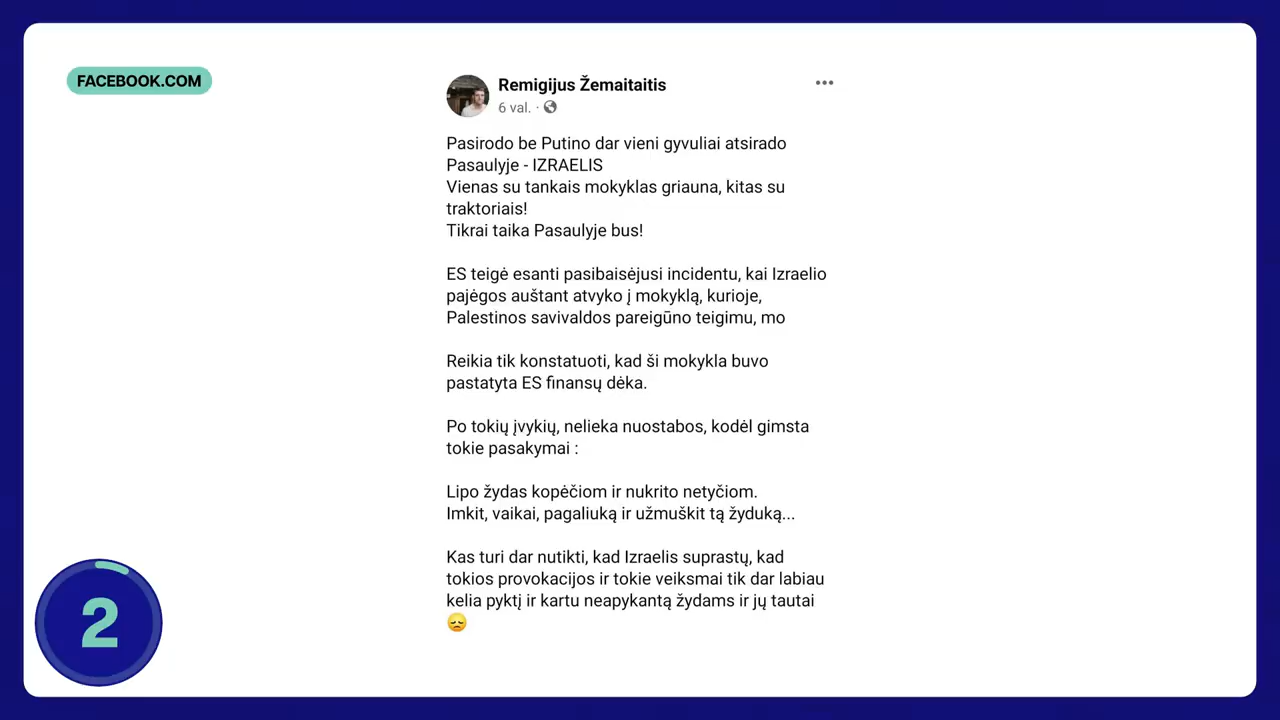 FACEBOOK.COM
Remigijus Žemaitaitis
6 val. ·
Pasirodo be Putino dar vieni gyvuliai atsirado
Pasaulyje - IZRAELIS
Vienas su tankais mokyklas griauna, kitas su
traktoriais!
Tikrai taika Pasaulyje bus!
ES teigė esanti pasibaisėjusi incidentu, kai Izraelio
pajėgos auštant atvyko į mokyklą, kurioje,
Palestinos savivaldos pareigūno teigimu, mo
Reikia tik konstatuoti, kad ši mokykla buvo
pastatyta ES finansų dėka.
Po tokių įvykių, nelieka nuostabos, kodėl gimsta
tokie pasakymai :
Lipo žydas kopėčiom ir nukrito netyčiom.
Imkit, vaikai, pagaliuką ir užmuškit tą žyduką...
Kas turi dar nutikti, kad Izraelis suprastų, kad
tokios provokacijos ir tokie veiksmai tik dar labiau
kelia pyktį ir kartu neapykantą žydams ir jų tautai
2